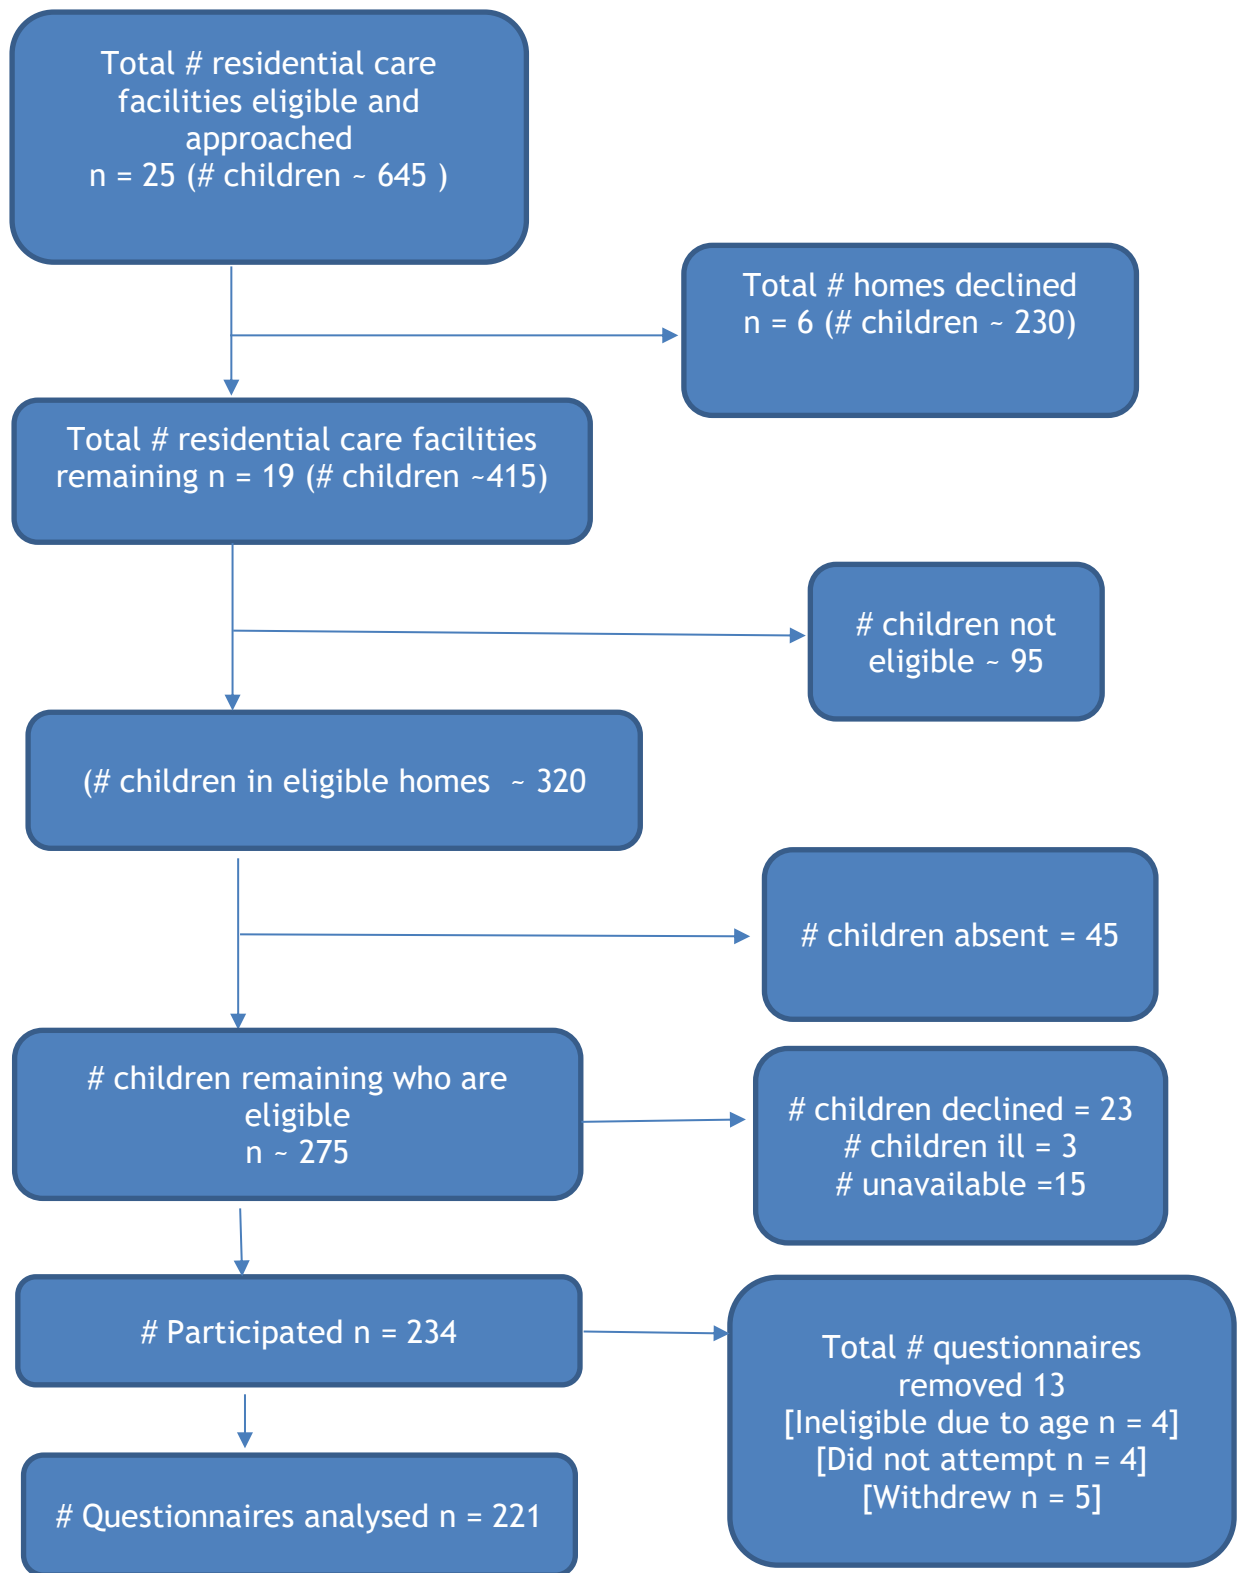 Total # residential care
facilities eligible and
approached
n = 25 (# children ~ 645 )
Total # homes declined
n = 6 (# children ~ 230)
Total # residential care facilities
remaining n = 19 (# children ~415)
# children not
eligible ~ 95
(# children in eligible homes ~ 320
# children absent = 45
# children remaining who are
eligible
n ~ 275
# children declined = 23
# children ill = 3
# unavailable =15
# Participated n = 234
Total # questionnaires
removed 13
[Ineligible due to age n = 4]
[Did not attempt n = 4]
[Withdrew n = 5]
# Questionnaires analysed n = 221